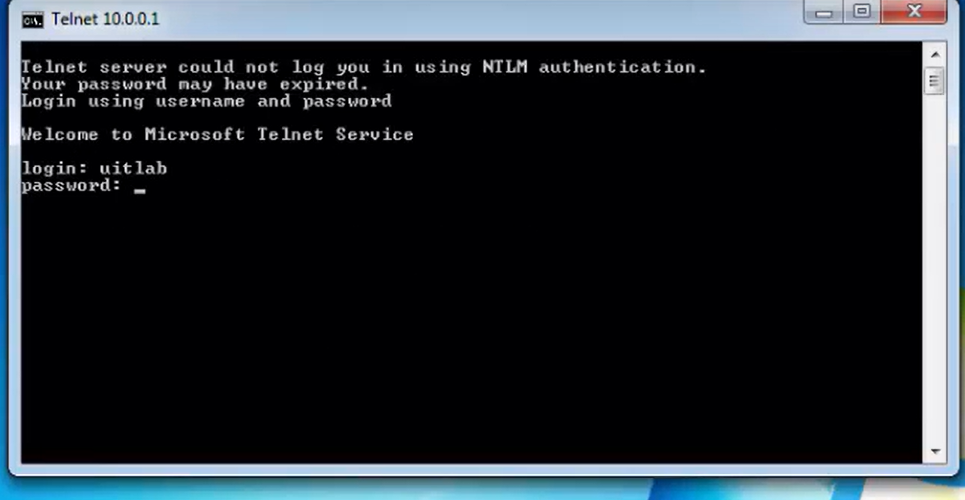 Telnet 10.0.0.1
Telnet server could not log you in using NTLM authentication.
Your password may have expired.
Login using username and password
Welcome to Microsoft Telnet Service
login: uitlab
password: _